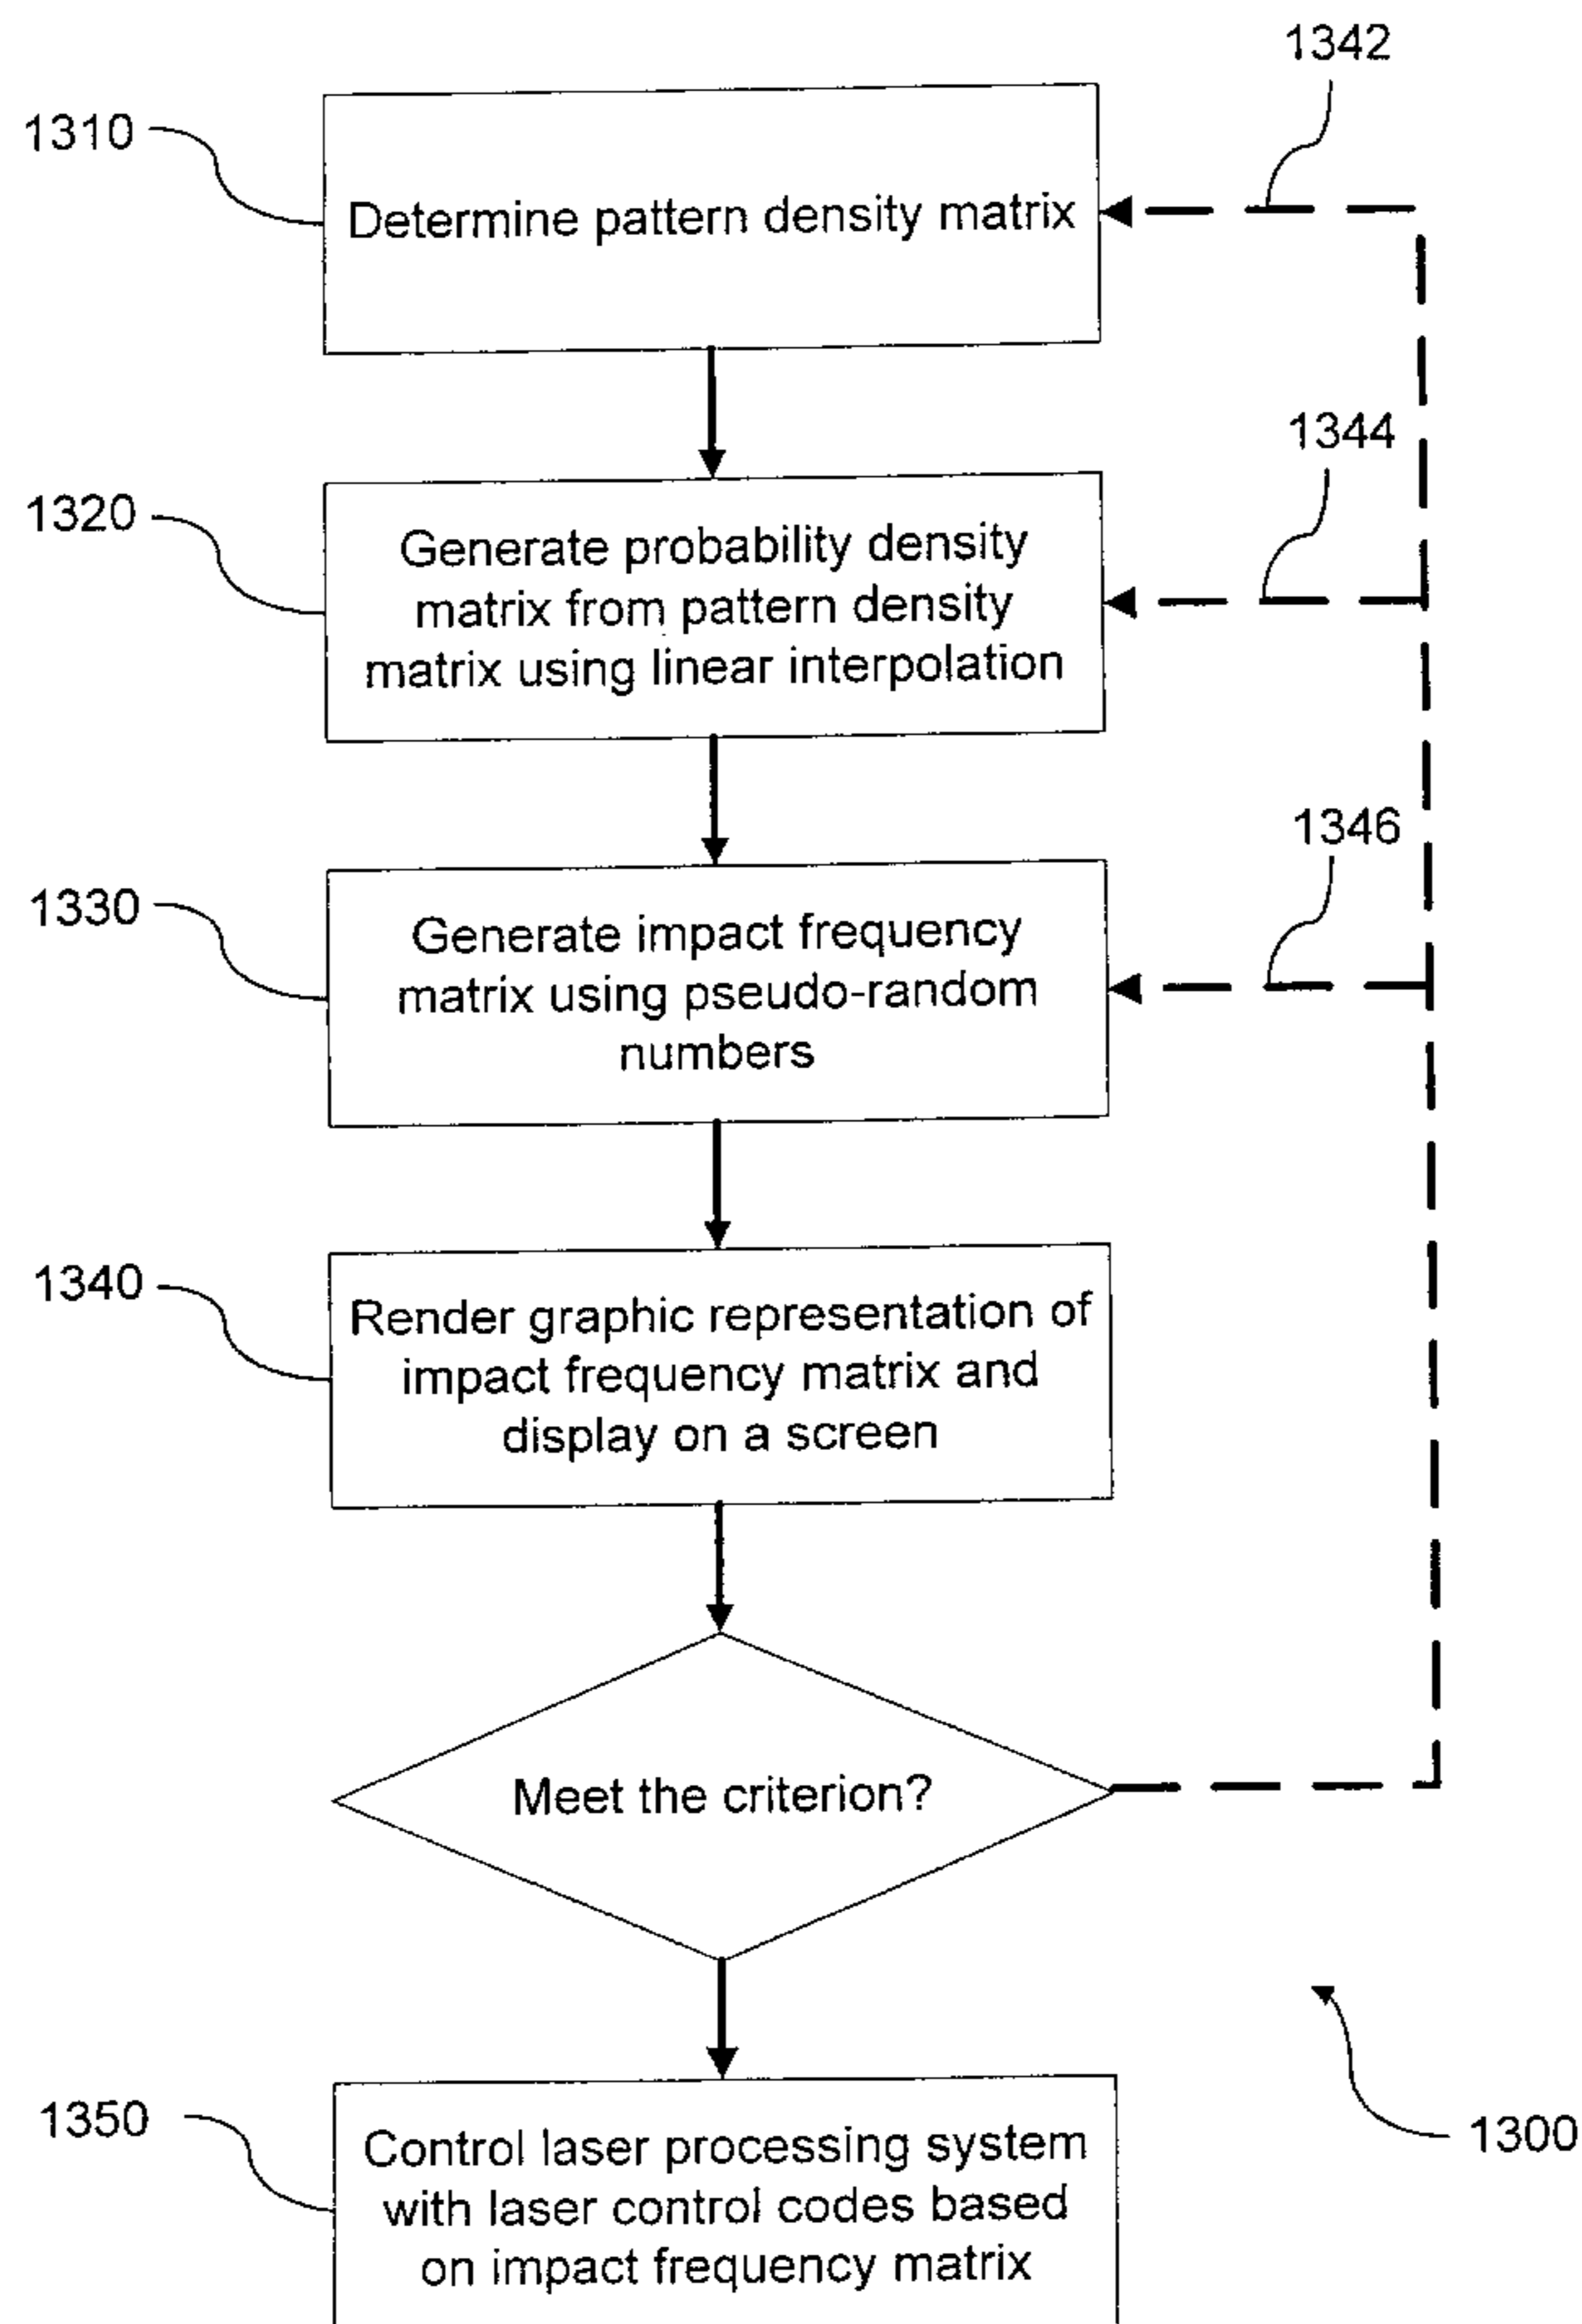 1342
1310
Determine pattern density matrix
1344
1320
Generate probability density
matrix from pattern density
matrix using linear interpolation
1346
1330
Generate impact frequency
matrix using pseudo-random
numbers
1340
Render graphic representation of
impact frequency matrix and
display on a screen
Meet the criterion?
1350
Control laser processing system
with laser control codes based
on impact frequency matrix
1300